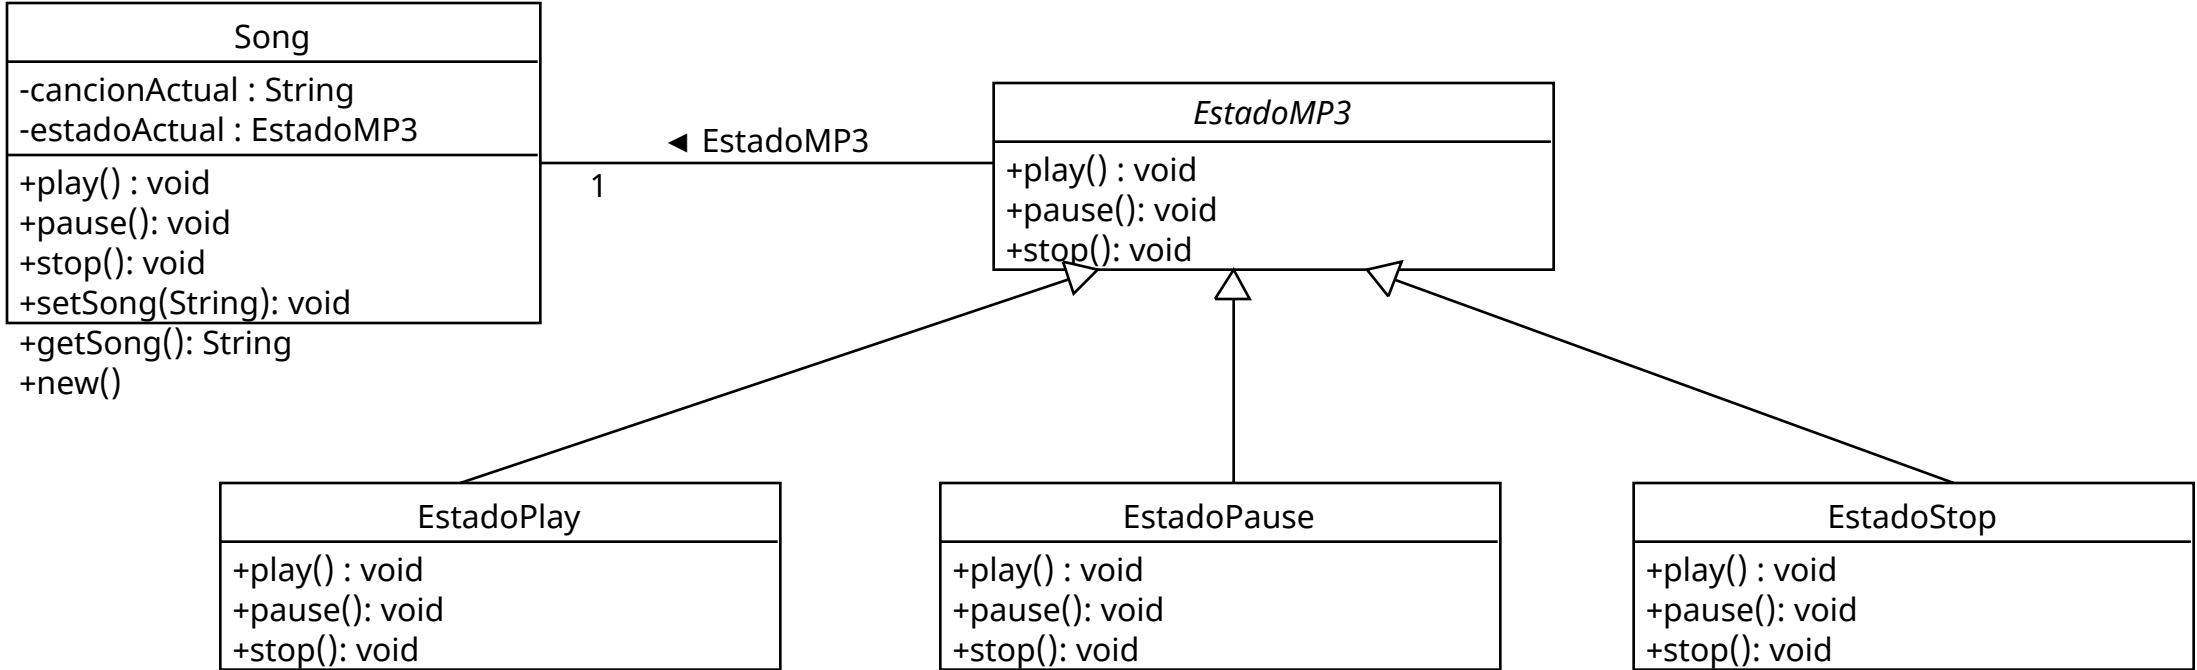 Song
-cancionActual : String
-estadoActual : EstadoMP3
+play() : void
+pause(): void
+stop(): void
+setSong(String): void
+getSong(): String
+new()
◄ EstadoMP3
1
EstadoMP3
+play() : void
+pause(): void
+stop(): void
EstadoPlay
+play() : void
+pause(): void
+stop(): void
EstadoPause
+play() : void
+pause(): void
+stop(): void
EstadoStop
+play() : void
+pause(): void
+stop(): void